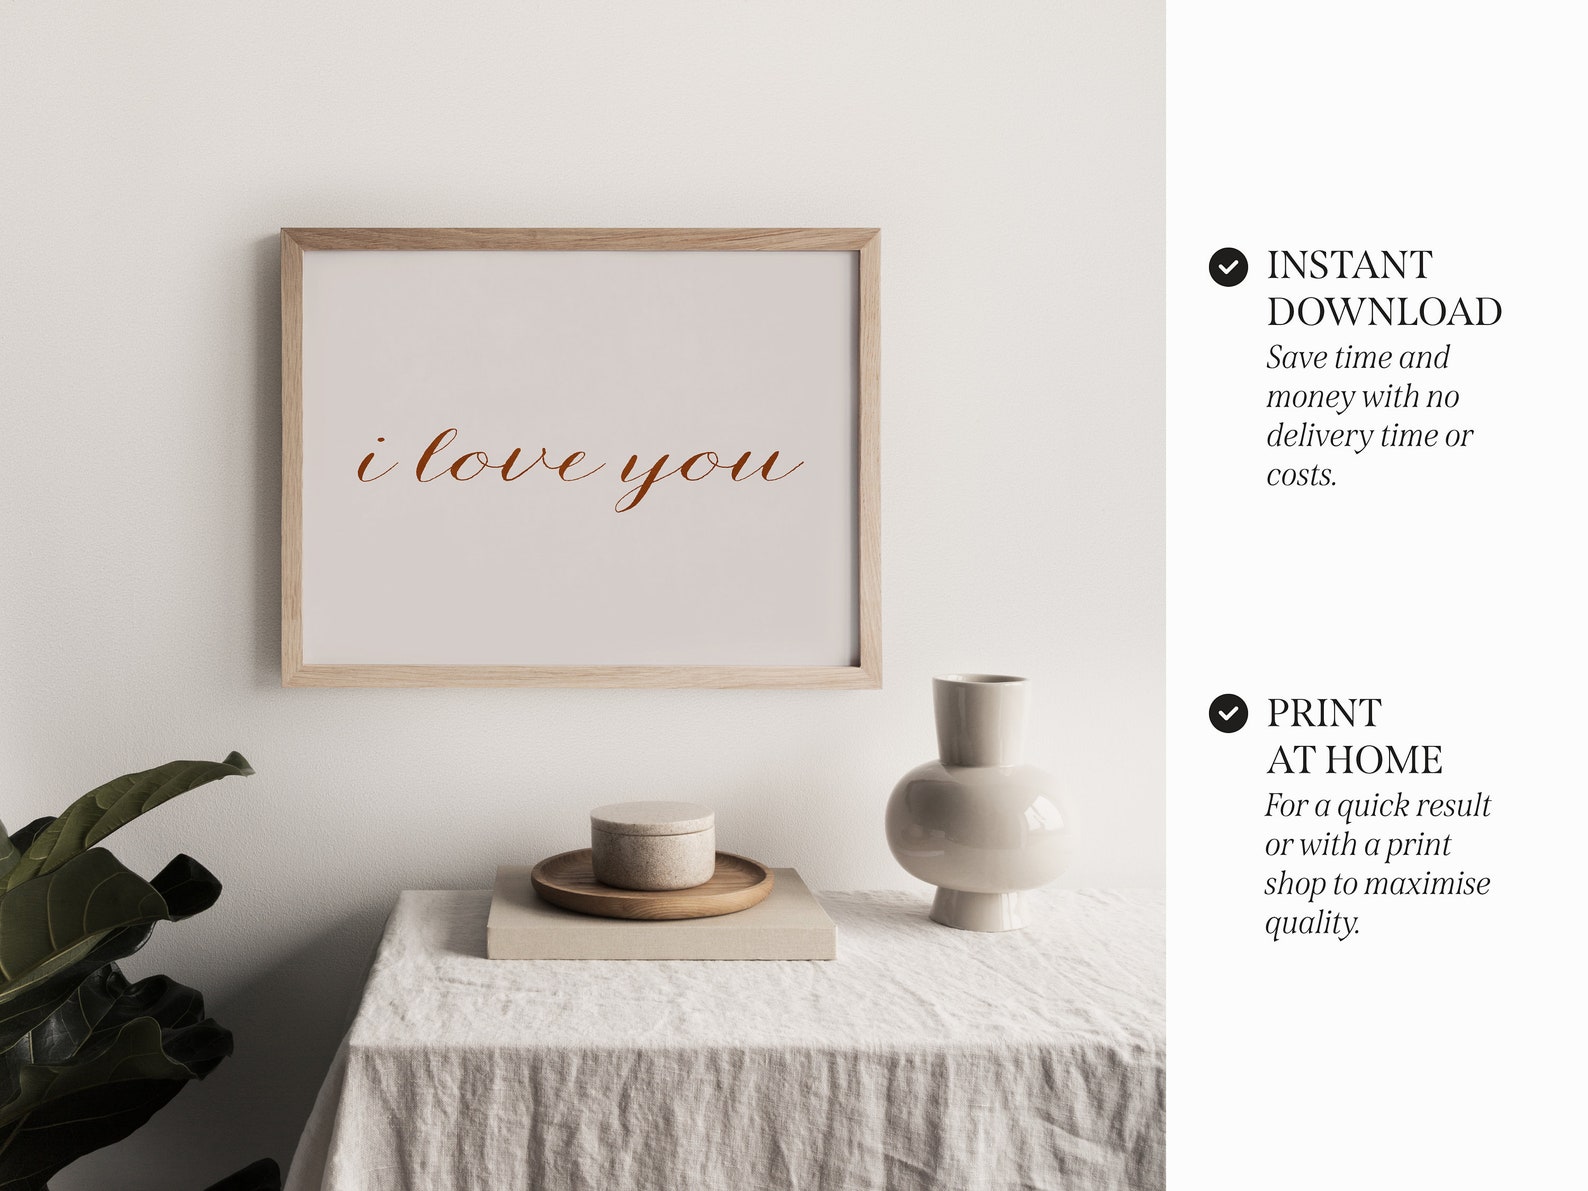 i love you
INSTANT
DOWNLOAD
Save time and
money with no
delivery time or
costs.
PRINT
AT HOME
For a quick result
or with a print
shop to maximise
quality.